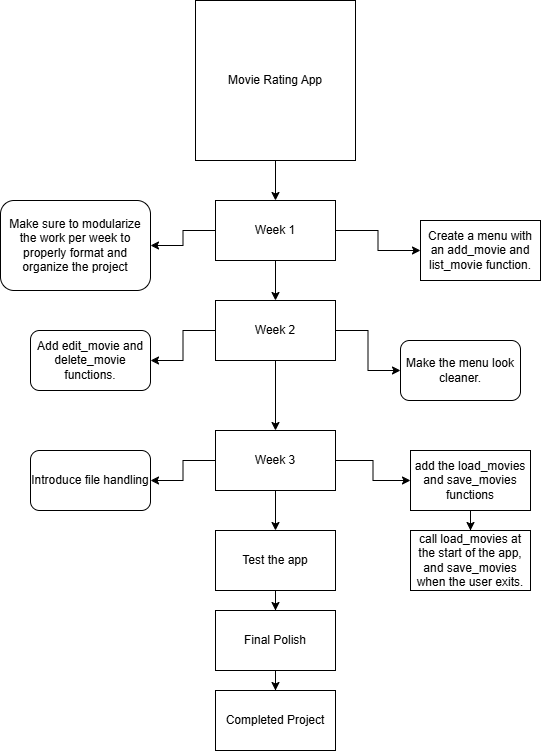 Movie Rating App
Make sure to modularize
the work per week to
properly format and
organize the project
Week 1
Create a menu with
an add_movie and
list_movie function.
Week 2
Add edit_movie and
delete_movie
functions.
Make the menu look
cleaner.
Week 3
Introduce file handling
add the load_movies
and save_movies
functions
call load_movies at
the start of the app,
and save_movies
when the user exits.
Test the app
Final Polish
Completed Project